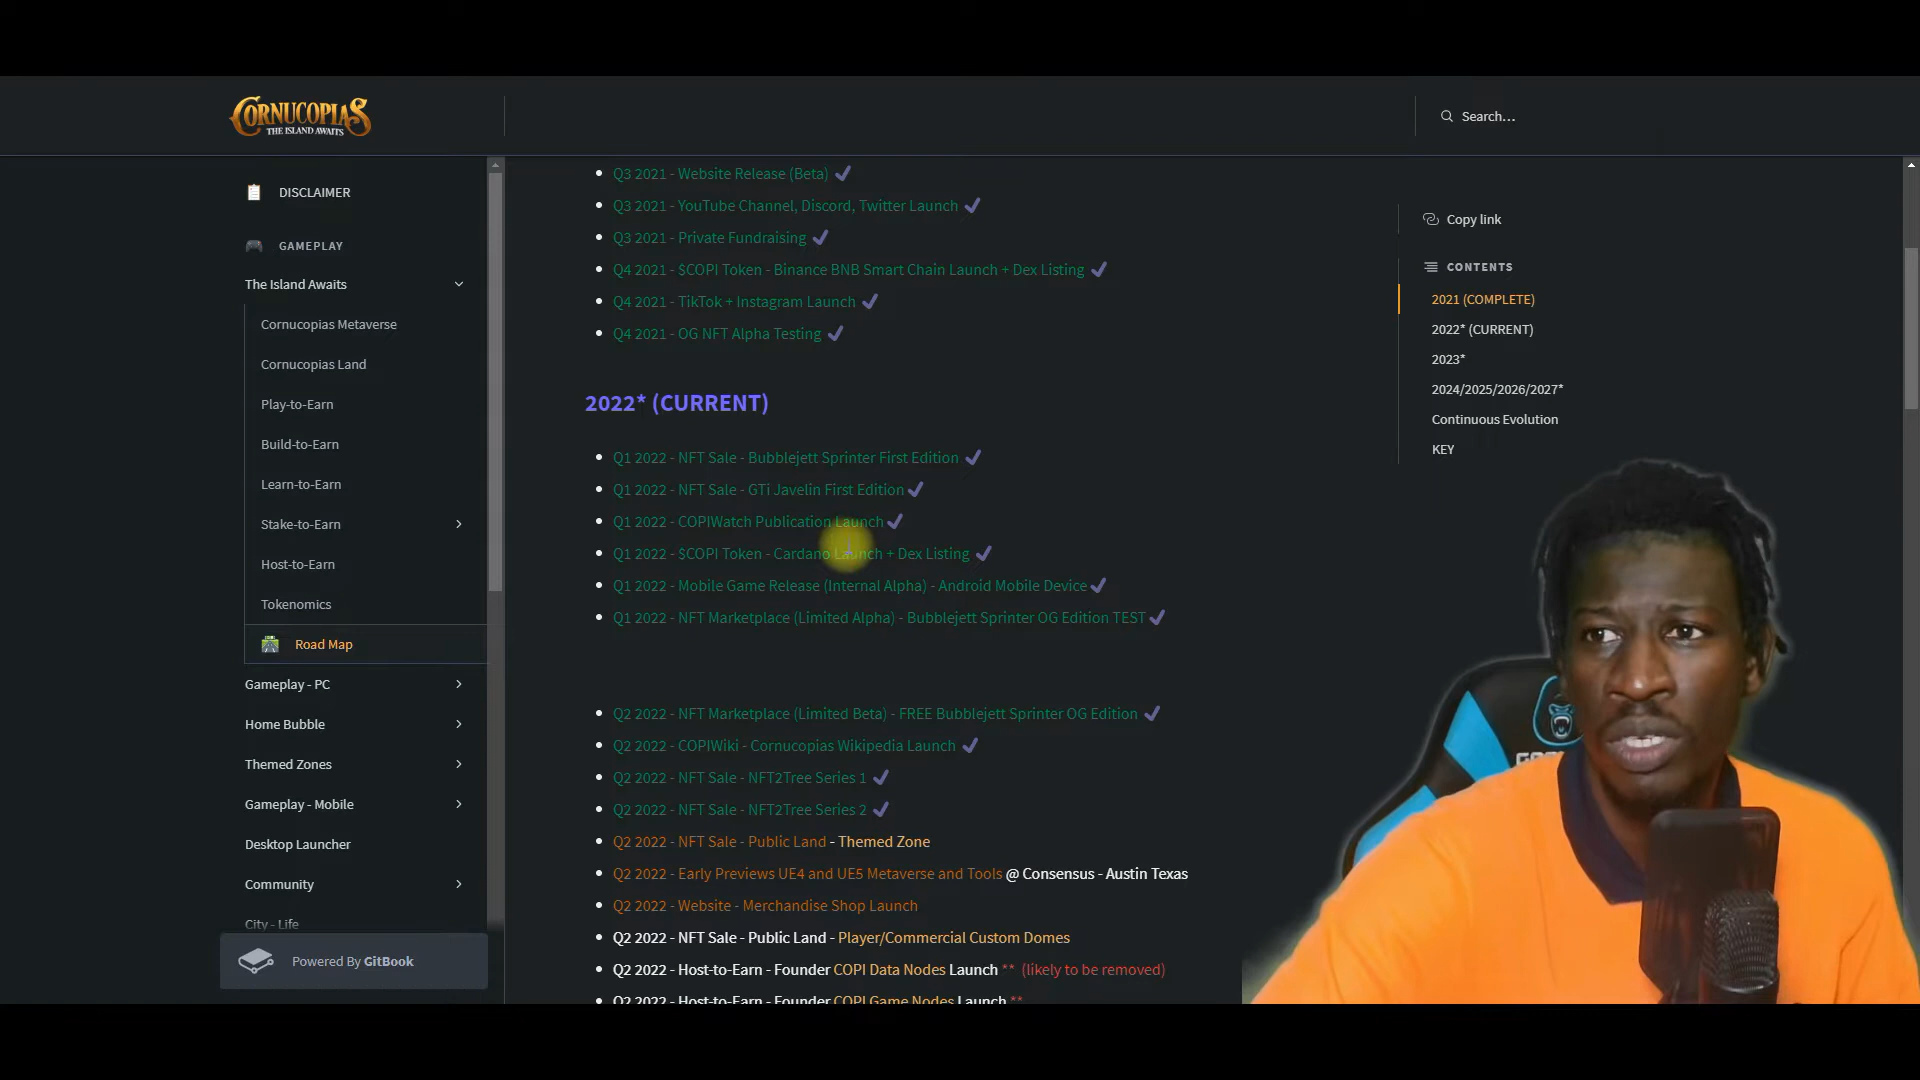 CORNUCOPIAS
THE ISLAND AWAITS
Search...
DISCLAIMER
GAMEPLAY
The Island Awaits
Cornucopias Metaverse
Cornucopias Land
Play-to-Earn
Build-to-Earn
Learn-to-Earn
Stake-to-Earn
Host-to-Earn
Tokenomics
Road Map
Gameplay - PC
Home Bubble
Themed Zones
Gameplay - Mobile
Desktop Launcher
Community
City - Life
Powered By GitBook
Q3 2021 - Website Release (Beta) ✔
Q3 2021 - YouTube Channel, Discord, Twitter Launch ✔
Q3 2021 - Private Fundraising ✔
Q4 2021 - $COPI Token - Binance BNB Smart Chain Launch + Dex Listing ✔
Q4 2021 - TikTok + Instagram Launch ✔
Q4 2021 - OG NFT Alpha Testing ✔
2022* (CURRENT)
Q1 2022 - NFT Sale - Bubblejett Sprinter First Edition ✔
Q1 2022 - NFT Sale - GTi Javelin First Edition ✔
Q1 2022 - COPIWatch Publication Launch ✔
Q1 2022 - $COPI Token - Cardano Launch + Dex Listing ✔
Q1 2022 - Mobile Game Release (Internal Alpha) - Android Mobile Device ✔
Q1 2022 - NFT Marketplace (Limited Alpha) - Bubblejett Sprinter OG Edition TEST ✔
Q2 2022 - NFT Marketplace (Limited Beta) - FREE Bubblejett Sprinter OG Edition ✔
Q2 2022 - COPIWiki - Cornucopias Wikipedia Launch ✔
Q2 2022 - NFT Sale - NFT2Tree Series 1 ✔
Q2 2022 - NFT Sale - NFT2Tree Series 2 ✔
Q2 2022 - NFT Sale - Public Land - Themed Zone
Q2 2022 - Early Previews UE4 and UE5 Metaverse and Tools @ Consensus - Austin Texas
Q2 2022 - Website - Merchandise Shop Launch
Q2 2022 - NFT Sale - Public Land - Player/Commercial Custom Domes
Q2 2022 - Host-to-Earn - Founder COPI Data Nodes Launch ** (likely to be removed)
Q2 2022 - Host-to-Earn - Founder COPI Game Nodes Launch **
Copy link
CONTENTS
2021 (COMPLETE)
2022* (CURRENT)
2023*
2024/2025/2026/2027*
Continuous Evolution
KEY